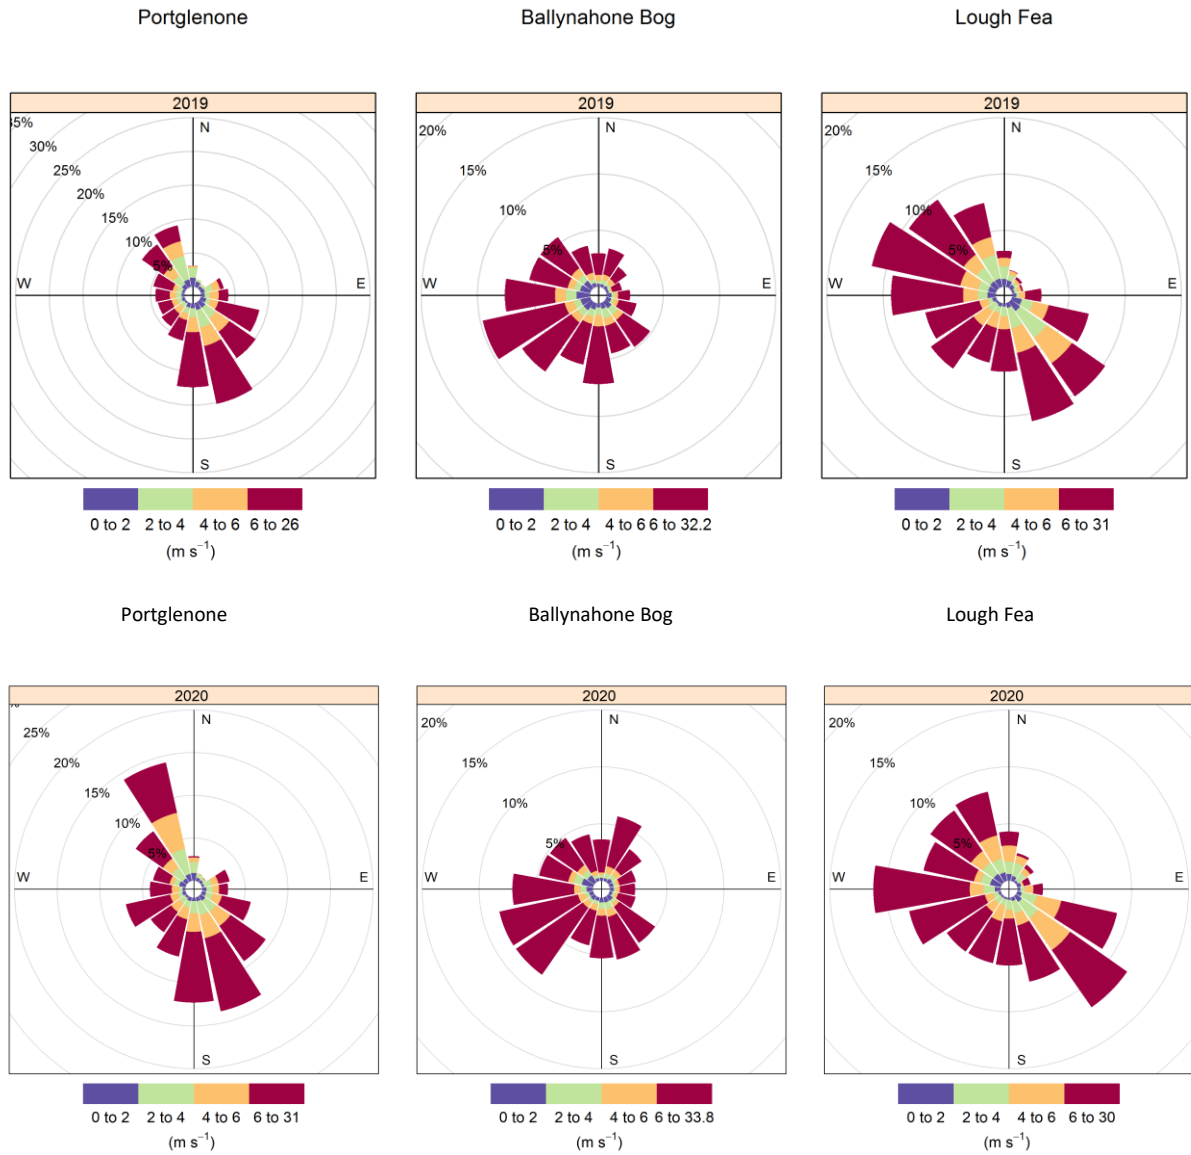 Portglenone Ballynahone Bog Lough Fea
2019 2019 2019
35% 30% 25% 20% 15% 10% 5% N W E S
20% 15% 10% 5% N W E S
20% 15% 10% 5% N W E S
0 to 2 2 to 4 4 to 6 6 to 26
(m s⁻¹)
0 to 2 2 to 4 4 to 6 6 to 32.2
(m s⁻¹)
0 to 2 2 to 4 4 to 6 6 to 31
(m s⁻¹)
Portglenone Ballynahone Bog Lough Fea
2020 2020 2020
25% 20% 15% 10% 5% N W E S
20% 15% 10% 5% N W E S
20% 15% 10% 5% N W E S
0 to 2 2 to 4 4 to 6 6 to 31
(m s⁻¹)
0 to 2 2 to 4 4 to 6 6 to 33.8
(m s⁻¹)
0 to 2 2 to 4 4 to 6 6 to 30
(m s⁻¹)